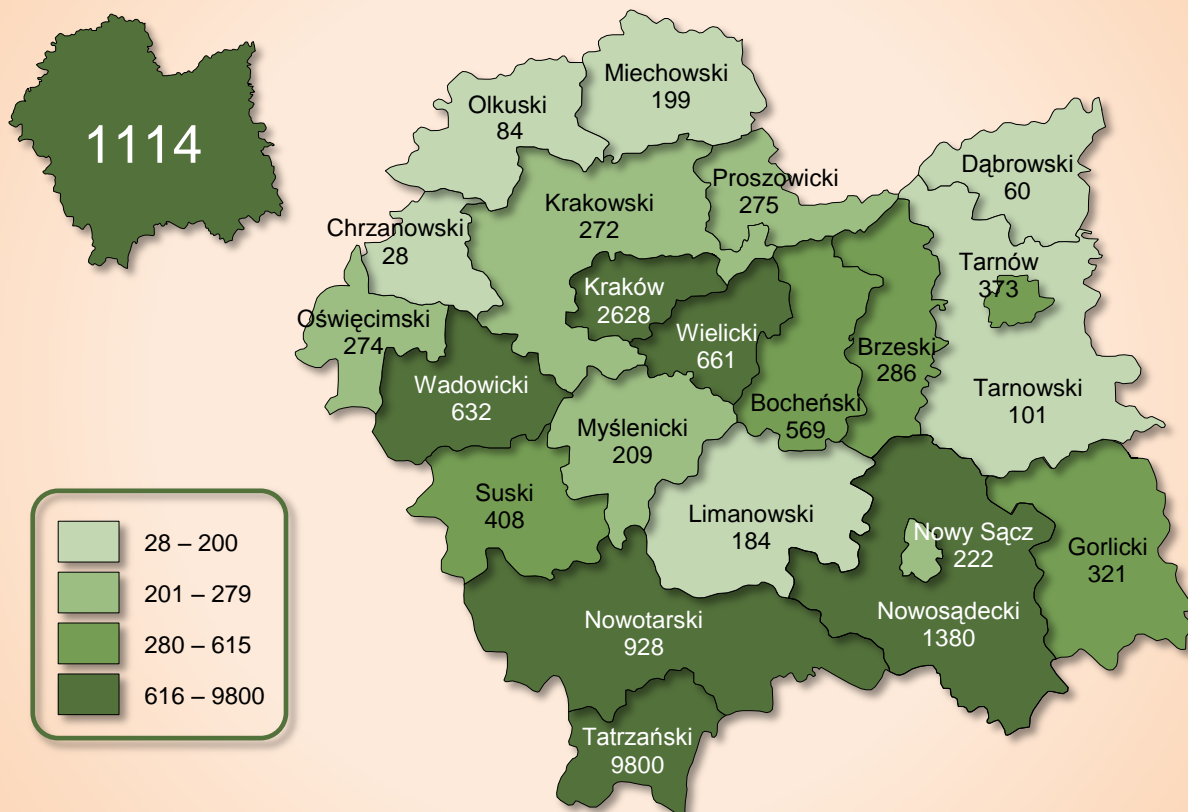 1114
Miechowski
199
Olkuski
84
Dąbrowski
60
Proszowicki
275
Krakowski
272
Chrzanowski
28
Tarnów
373
Kraków
2628
Oświęcimski
274
Wielicki
661
Brzeski
286
Wadowicki
632
Tarnowski
101
Bocheński
569
Myślenicki
209
Suski
408
Limanowski
184
Nowy Sącz
222
Gorlicki
321
Nowosądecki
1380
Nowotarski
928
Tatrzański
9800
28 – 200
201 – 279
280 – 615
616 – 9800